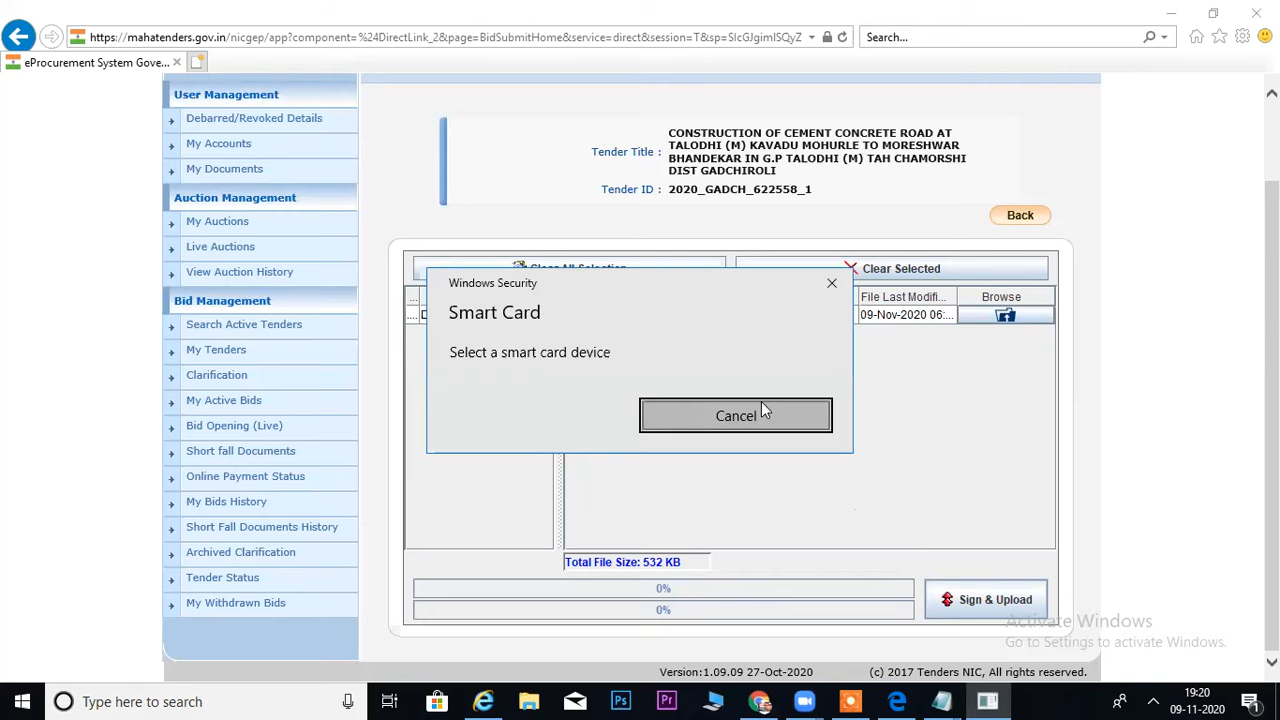 https://mahatenders.gov.in/nicgep/app?component=%24DirectLink_2&page=BidSubmitHome&service=direct&session=T&sp=SIcGJgimISQyZ
Search...
eProcurement System Gove...
User Management
Debarred/Revoked Details
My Accounts
My Documents
Auction Management
My Auctions
Live Auctions
View Auction History
Bid Management
Search Active Tenders
My Tenders
Clarification
My Active Bids
Bid Opening (Live)
Short fall Documents
Online Payment Status
My Bids History
Short Fall Documents History
Archived Clarification
Tender Status
My Withdrawn Bids
Tender Title :
CONSTRUCTION OF CEMENT CONCRETE ROAD AT
TALODHI (M) KAVADU MOHURLE TO MORESHWAR
BHANDEKAR IN G.P TALODHI (M) TAH CHAMORSHI
DIST GADCHIROLI
Tender ID : 2020_GADCH_622558_1
Back
Clear All Selection
Clear Selected
... File Last Modifi... Browse
.... 09-Nov-2020 06:...
Windows Security
Smart Card
Select a smart card device
Cancel
Total File Size: 532 KB
0%
0%
Sign & Upload
Activate Windows
Go to Settings to activate Windows.
Version:1.09.09 27-Oct-2020
(c) 2017 Tenders NIC, All rights reserved.
Type here to search
Ps
Pr
19:20
09-11-2020
1